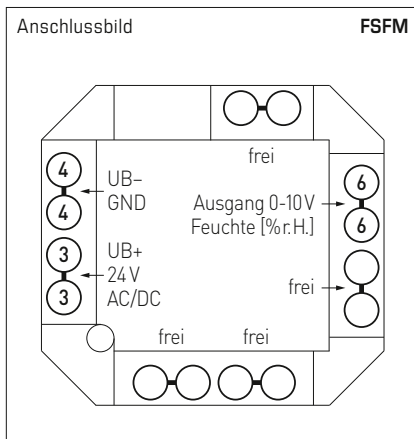 Anschlussbild FSFM
frei
4
4
UB–
GND
3
3
UB+
24 V
AC/DC
Ausgang 0-10 V
Feuchte [% r.H.]
6
6
frei
frei frei